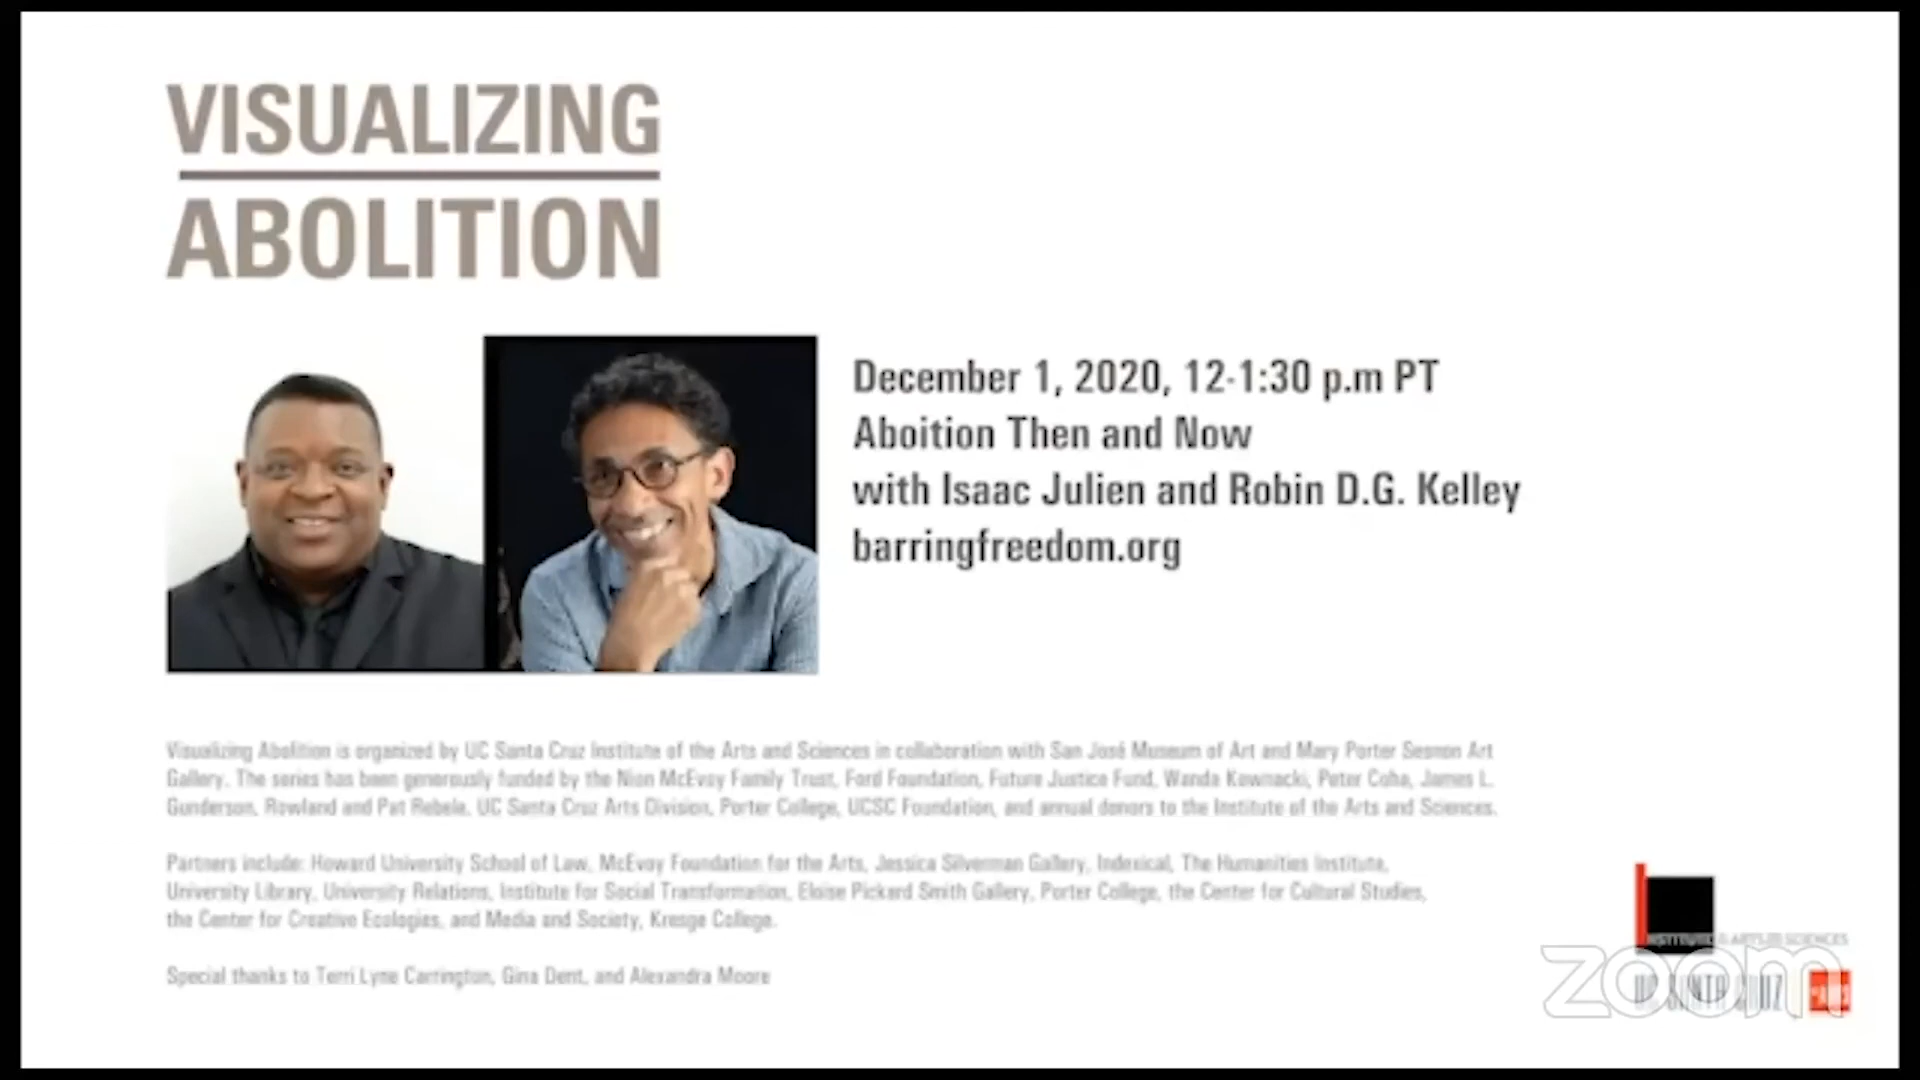 VISUALIZING
ABOLITION
December 1, 2020, 12-1:30 p.m PT
Aboition Then and Now
with Isaac Julien and Robin D.G. Kelley
barringfreedom.org
Visualizing Abolition is organized by UC Santa Cruz Institute of the Arts and Sciences in collaboration with San José Museum of Art and Mary Porter Sesnon Art
Gallery. The series has been generously funded by the Nion McEvoy Family Trust, Ford Foundation, Future Justice Fund, Wanda Kownacki, Peter Coha, James L.
Gunderson, Rowland and Pat Rebele, UC Santa Cruz Arts Division, Porter College, UCSC Foundation, and annual donors to the Institute of the Arts and Sciences.
Partners include: Howard University School of Law, McEvoy Foundation for the Arts, Jessica Silverman Gallery, Indexical, The Humanities Institute,
University Library, University Relations, Institute for Social Transformation, Eloise Pickard Smith Gallery, Porter College, the Center for Cultural Studies,
the Center for Creative Ecologies, and Media and Society, Kresge College.
Special thanks to Terri Lyne Carrington, Gina Dent, and Alexandra Moore
ARTS SCIENCES
zoom
UC SANTA CRUZ